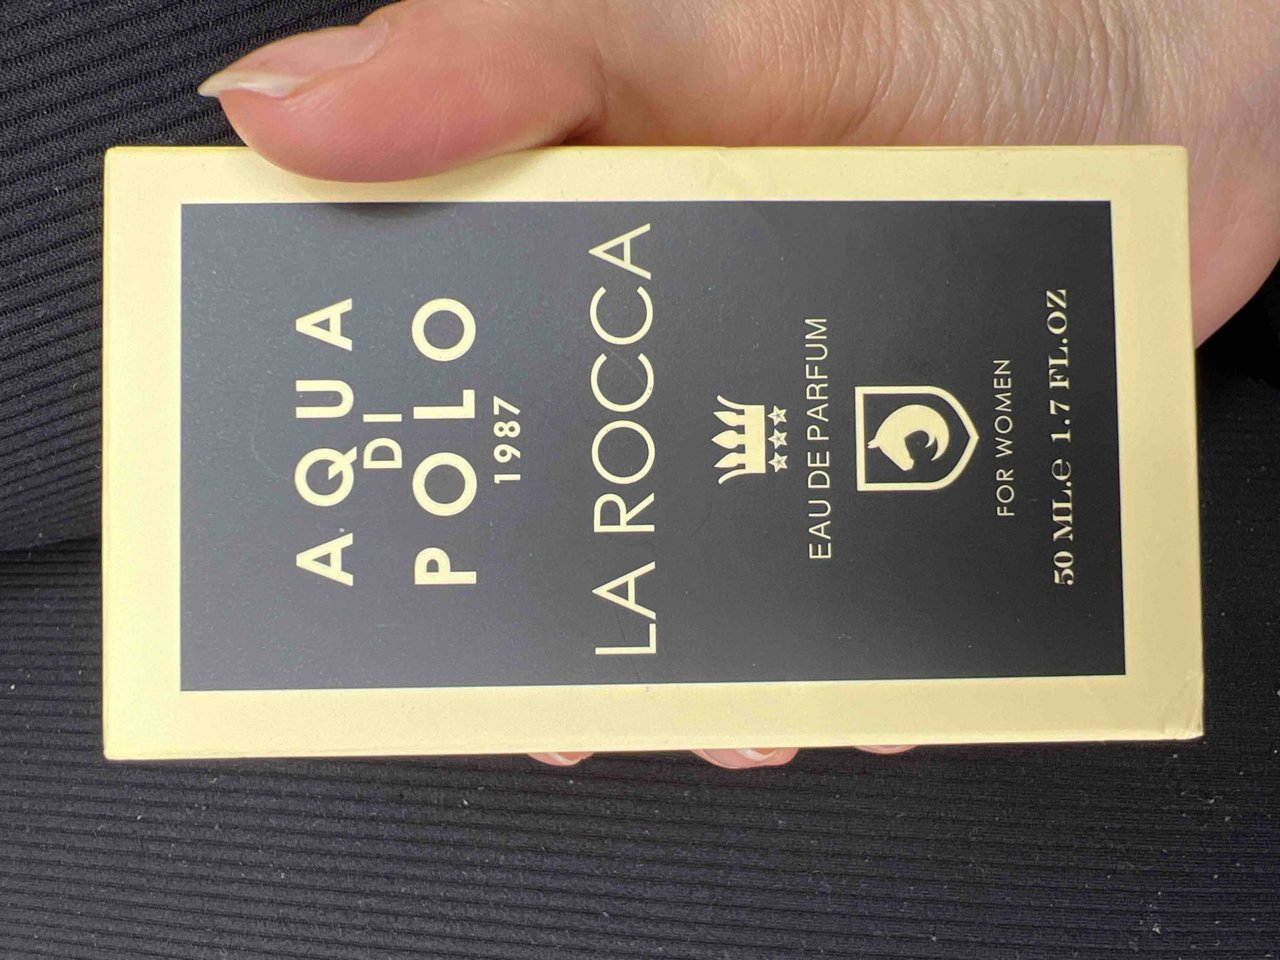 AQUA
DI
POLO
1987
LA ROCCA
EAU DE PARFUM
FOR WOMEN
50 ML.e 1.7 FL.OZ